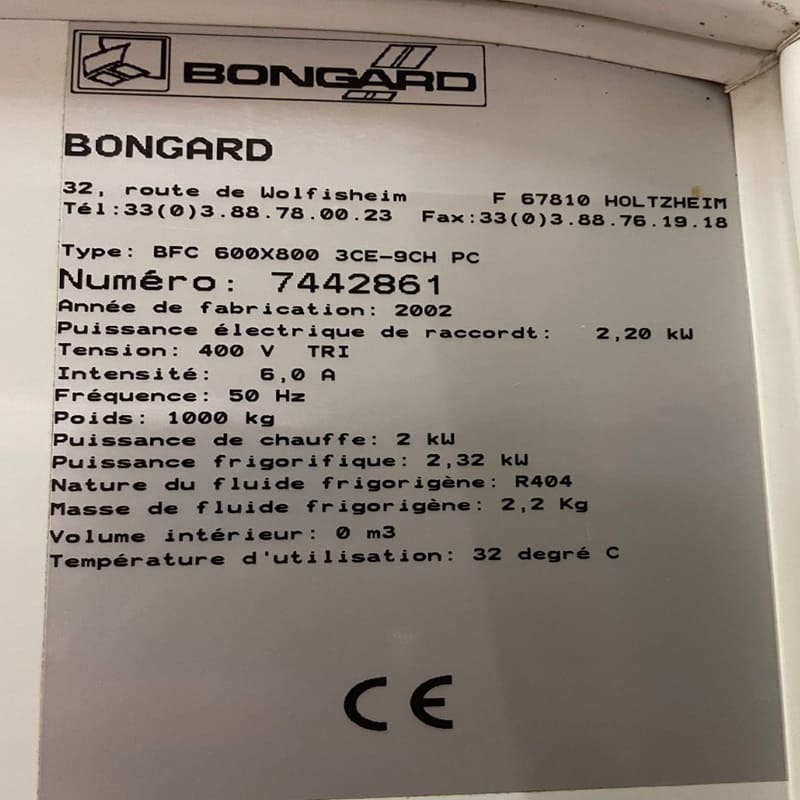 BONGARD
BONGARD
32, route de Wolfisheim F 67810 HOLTZHEIM
Tél:33(0)3.88.78.00.23 Fax:33(0)3.88.76.19.18
Type: BFC 600X800 3CE-9CH PC
Numéro: 7442861
Année de fabrication: 2002
Puissance électrique de raccordt: 2,20 kW
Tension: 400 V TRI
Intensité: 6,0 A
Fréquence: 50 Hz
Poids: 1000 kg
Puissance de chauffe: 2 kW
Puissance frigorifique: 2,32 kW
Nature du fluide frigorigène: R404
Masse de fluide frigorigène: 2,2 Kg
Volume intérieur: 0 m3
Température d'utilisation: 32 degré C
CE